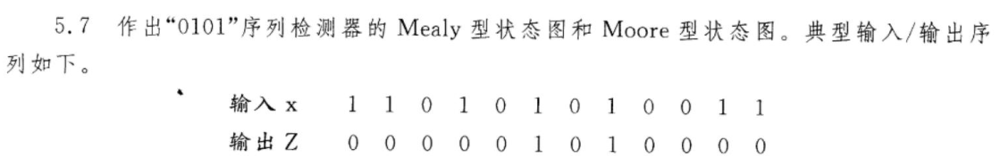 5.7 作出“0101”序列检测器的 Mealy 型状态图和 Moore 型状态图。典型输入/输出序
列如下。
输入 x 1 1 0 1 0 1 0 1 0 0 1 1
输出 Z 0 0 0 0 0 1 0 1 0 0 0 0